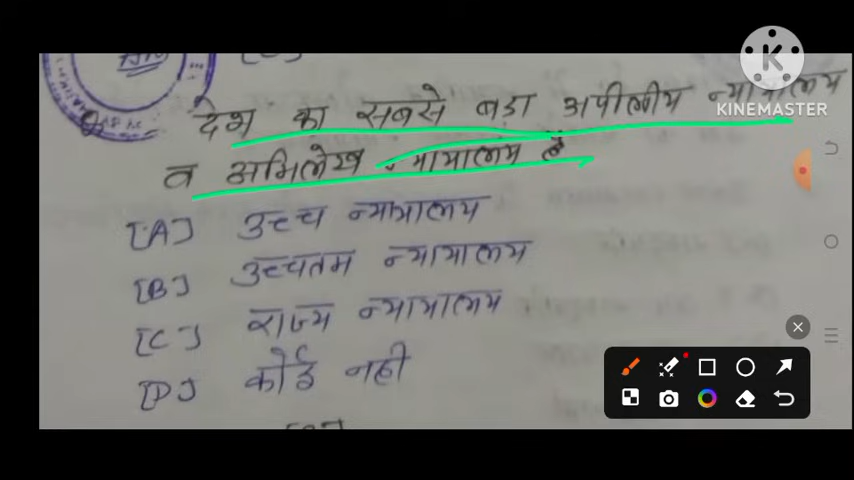 KINEMASTER
देश का सबसे बड़ा अपीलीय न्यायालय
व अभिलेख न्यायालय है
[A] उच्च न्यायालय
[B] उच्चतम न्यायालय
[C] राज्य न्यायालय
[D] कोई नही